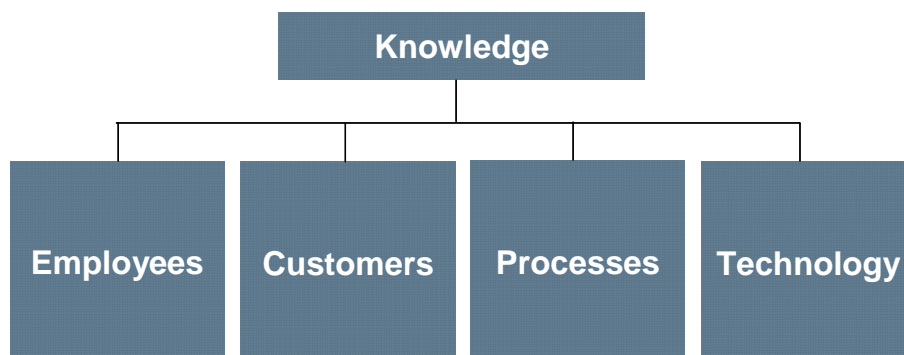 Knowledge
Employees
Customers
Processes
Technology